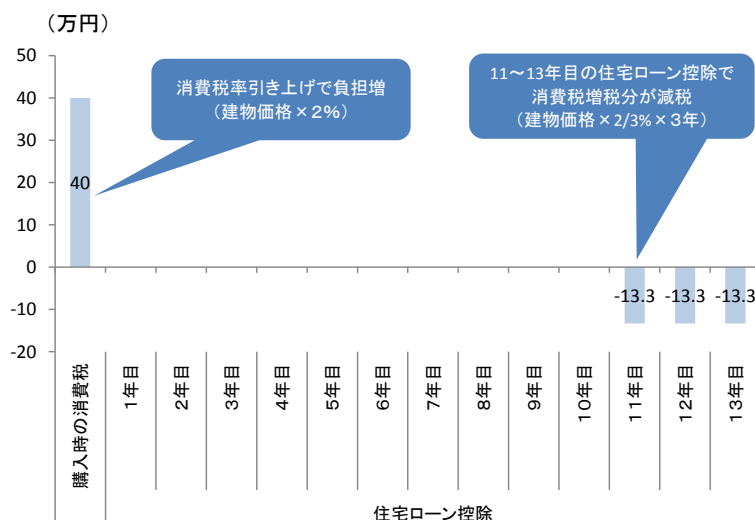 （万円）
50
40
30
20
10
0
-10
-20
消費税率引き上げで負担増
（建物価格×２％）
11～13年目の住宅ローン控除で
消費税増税分が減税
（建物価格×2/3％×３年）
40
-13.3
-13.3
-13.3
購入時の消費税
1年目
2年目
3年目
4年目
5年目
6年目
7年目
8年目
9年目
10年目
11年目
12年目
13年目
住宅ローン控除